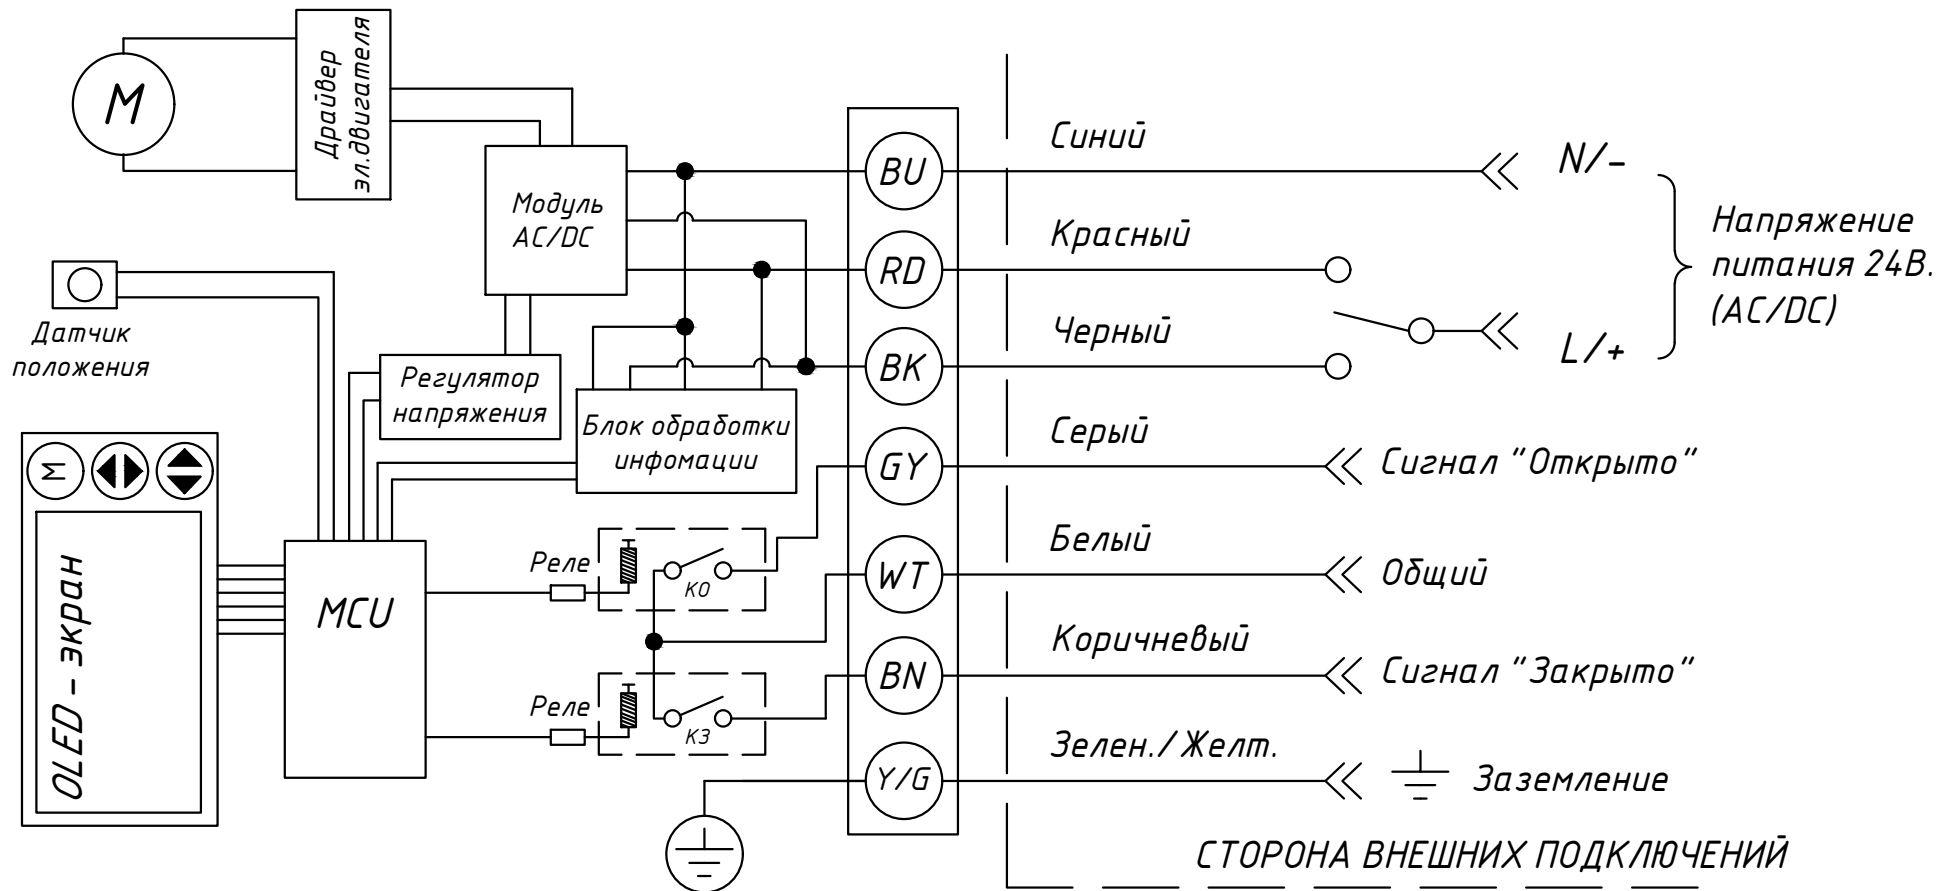 M
Драйвер
эл.двигателя
Модуль
AC/DC
Датчик
положения
Регулятор
напряжения
Блок обработки
инфомации
M
OLED - экран
MCU
Реле
КО
Реле
КЗ
BU
RD
BK
GY
WT
BN
Y/G
Синий
Красный
Черный
Серый
Белый
Коричневый
Зелен./Желт.
N/-
L/+
Напряжение
питания 24В.
(AC/DC)
Сигнал "Открыто"
Общий
Сигнал "Закрыто"
Заземление
СТОРОНА ВНЕШНИХ ПОДКЛЮЧЕНИЙ